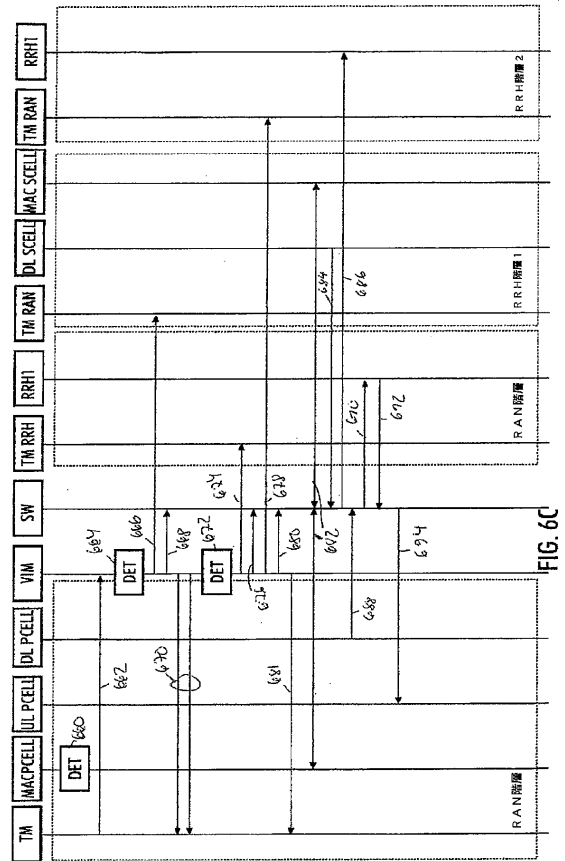 TM
MACPCELL
UL PCELL
DL PCELL
VIM
SW
TM RRH
RRH1
TM RAN
DL SCELL
MAC SCELL
TM RAN
RRH1
DET
660
662
DET
664
666
668
670
DET
672
674
678
680
681
682
684
686
688
690
692
694
RAN階層
RAN階層
RRH階層1
RRH階層2
FIG. 6C